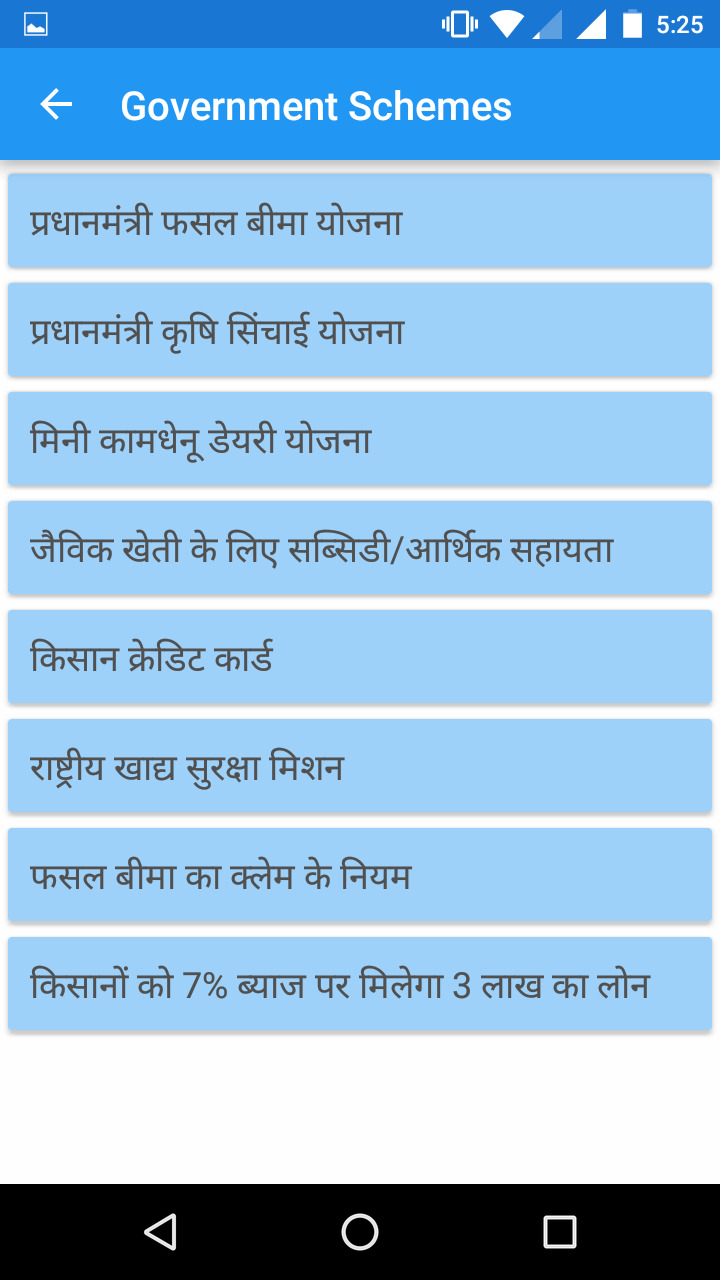 5:25
Government Schemes
प्रधानमंत्री फसल बीमा योजना
प्रधानमंत्री कृषि सिंचाई योजना
मिनी कामधेनू डेयरी योजना
जैविक खेती के लिए सब्सिडी/आर्थिक सहायता
किसान क्रेडिट कार्ड
राष्ट्रीय खाद्य सुरक्षा मिशन
फसल बीमा का क्लेम के नियम
किसानों को 7% ब्याज पर मिलेगा 3 लाख का लोन